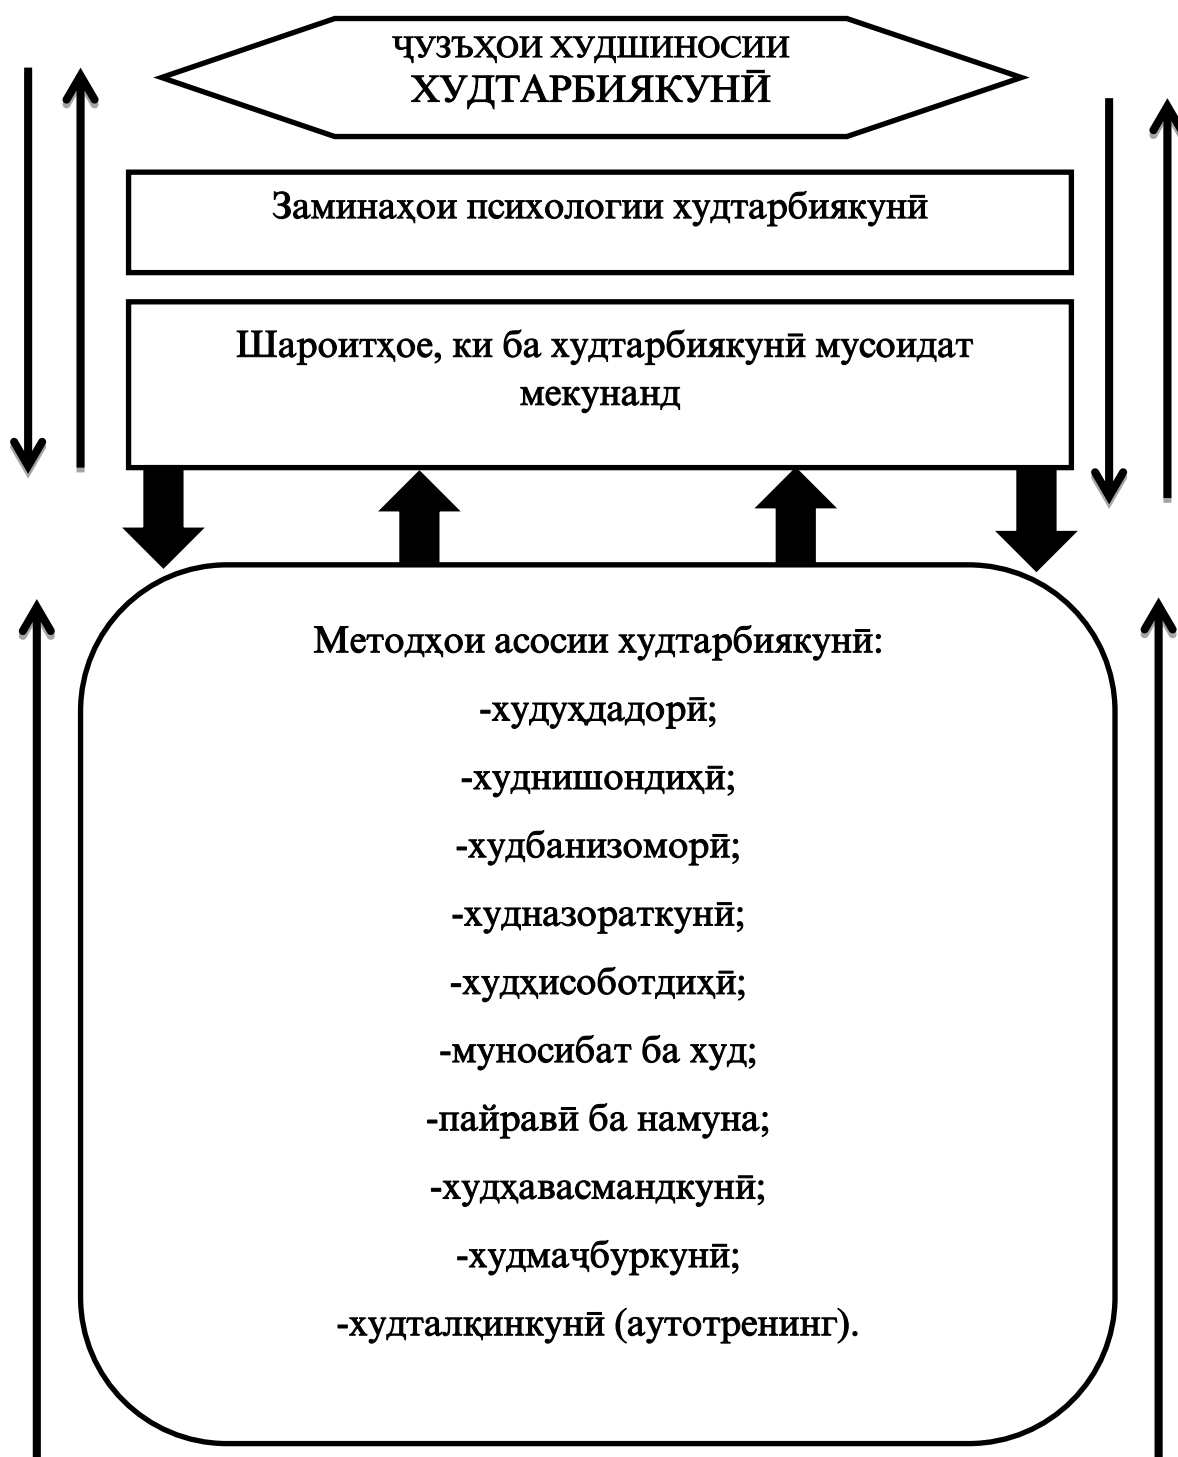 ҶУЗЪҲОИ ХУДШИНОСИИ
ХУДТАРБИЯКУНӢ
Заминаҳои психологии худтарбиякунӣ
Шароитҳое, ки ба худтарбиякунӣ мусоидат
мекунанд
Методҳои асосии худтарбиякунӣ:
-худуҳдадорӣ;
-худнишондиҳӣ;
-худбанизоморӣ;
-худназораткунӣ;
-худҳисоботдиҳӣ;
-муносибат ба худ;
-пайравӣ ба намуна;
-худҳавасмандкунӣ;
-худмаҷбуркунӣ;
-худталқинкунӣ (аутотренинг).